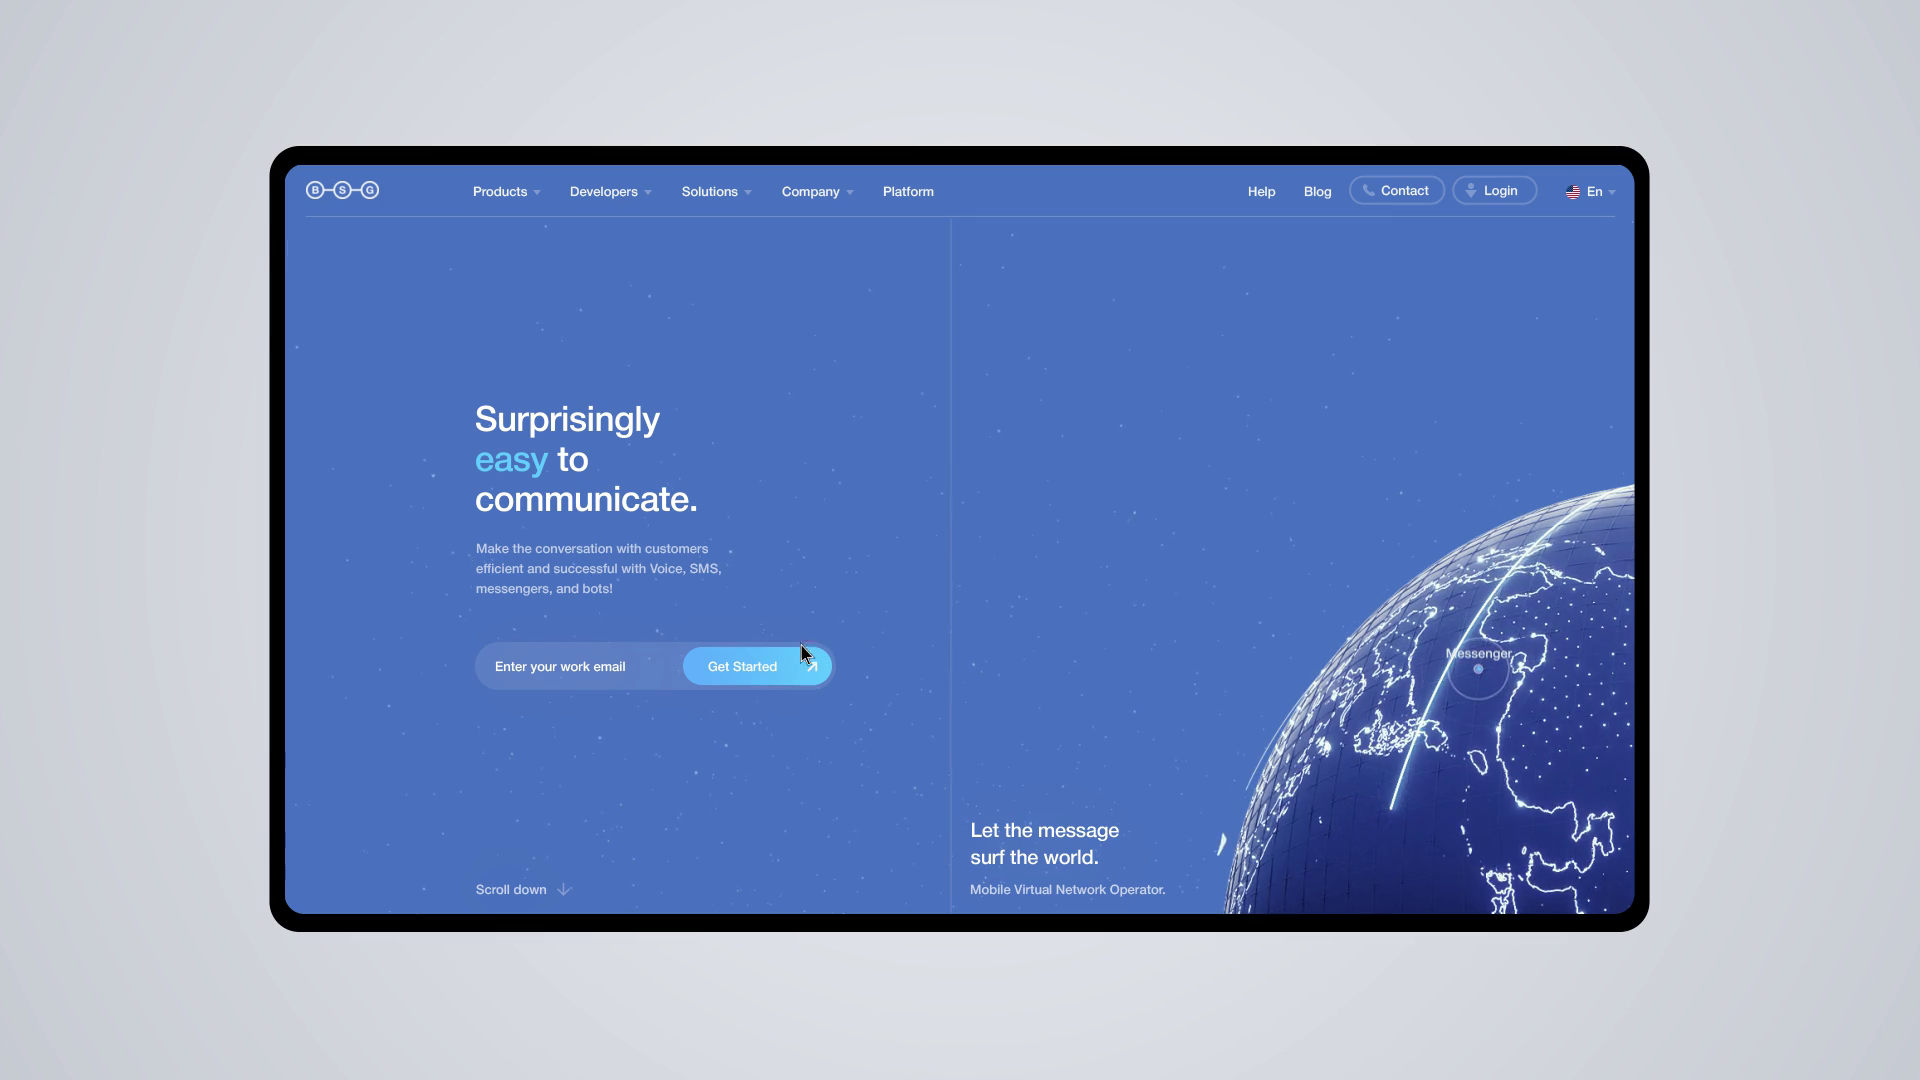 B S G
Products
Developers
Solutions
Company
Platform
Help
Blog
Contact
Login
En
Surprisingly
easy to
communicate.
Make the conversation with customers
efficient and successful with Voice, SMS,
messengers, and bots!
Enter your work email
Get Started
Messenger
Let the message
surf the world.
Scroll down
Mobile Virtual Network Operator.